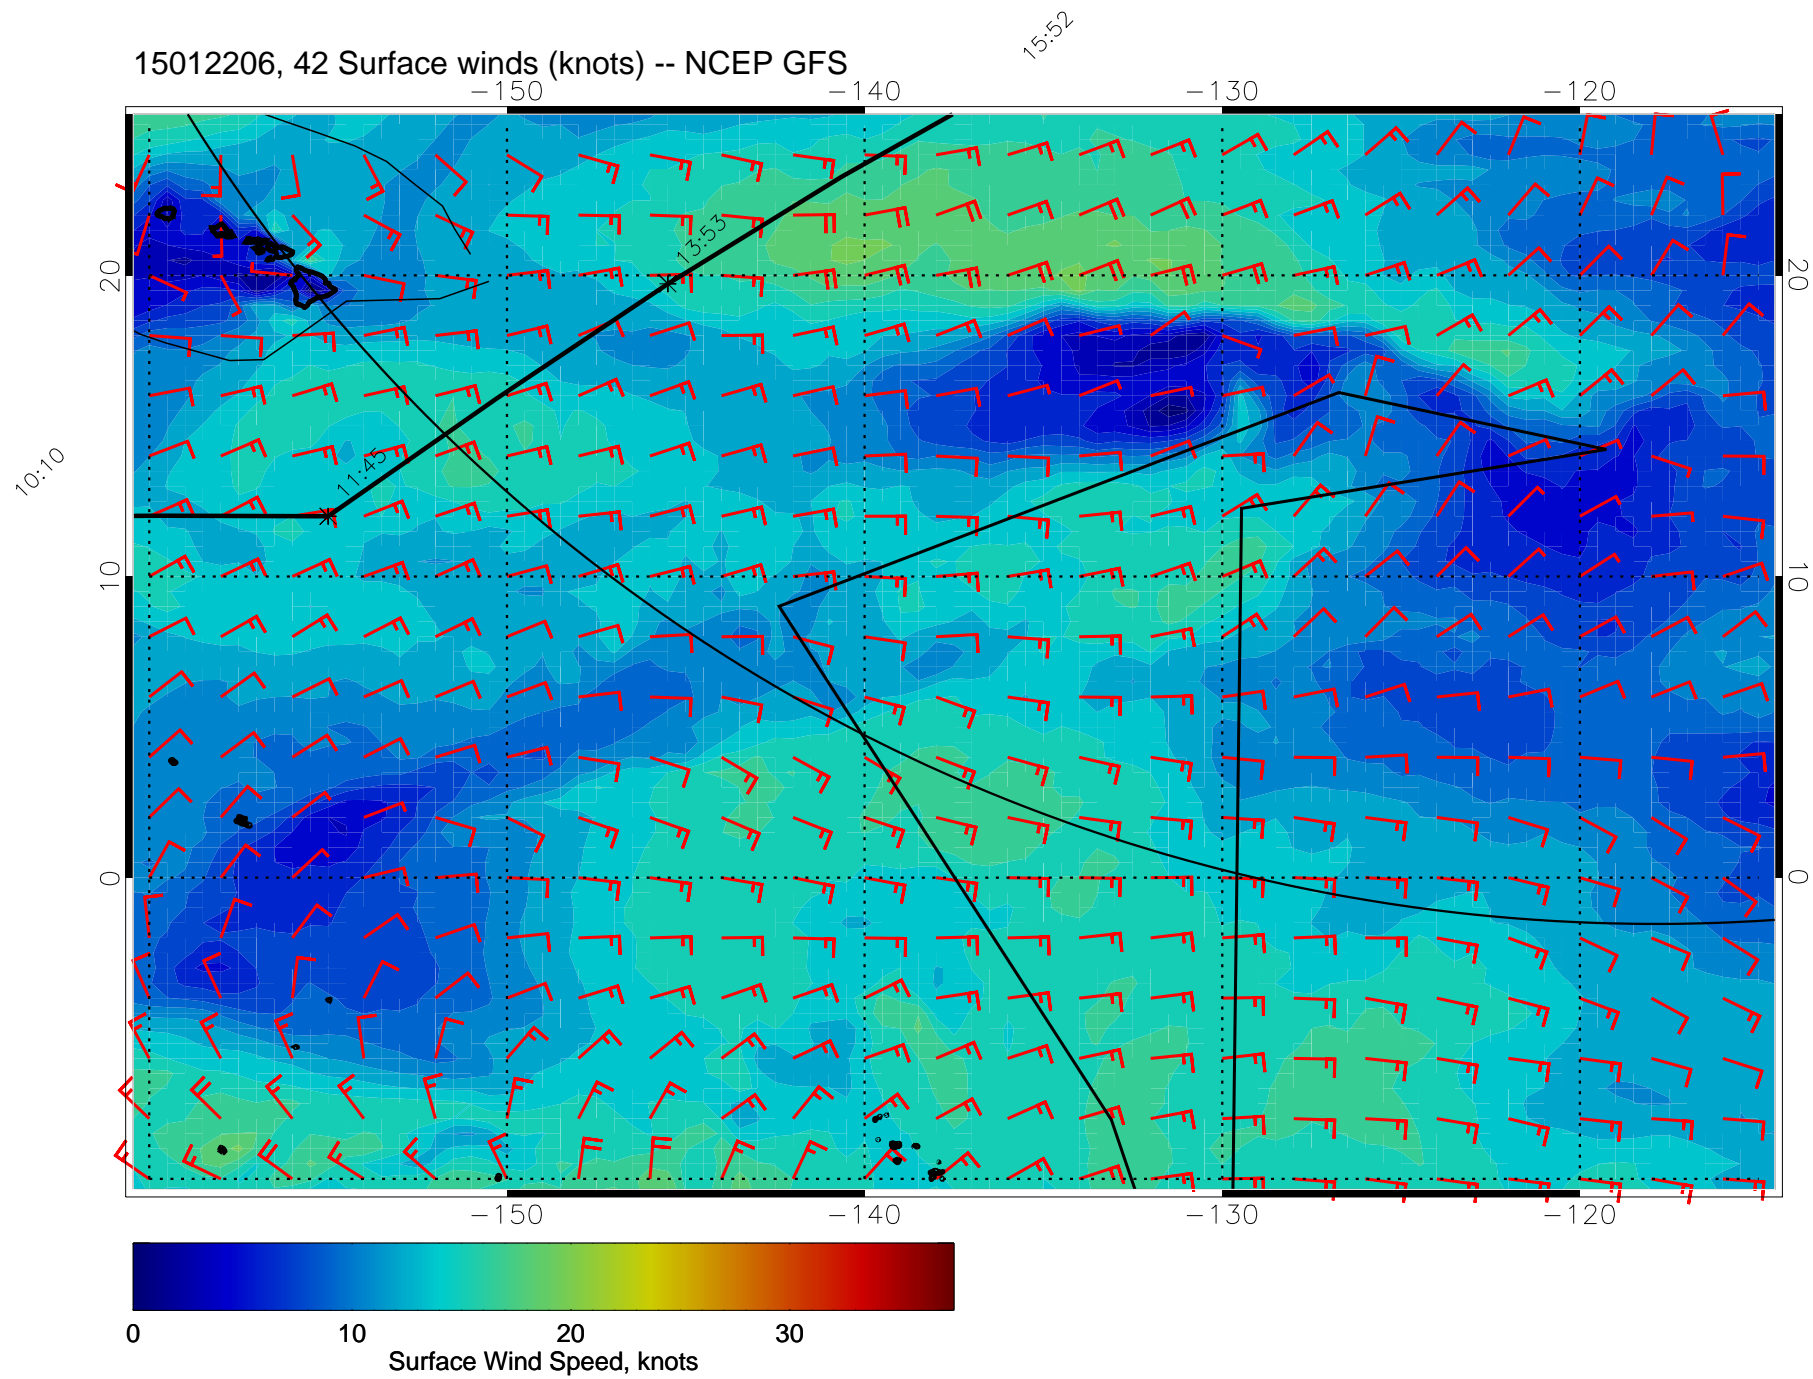 15:52
15012206, 42 Surface winds (knots) -- NCEP GFS
-150 -140 -130 -120
13:53
20 20
10:10
11:45
10 10
0 0
-150 -140 -130 -120
0 10 20 30
Surface Wind Speed, knots